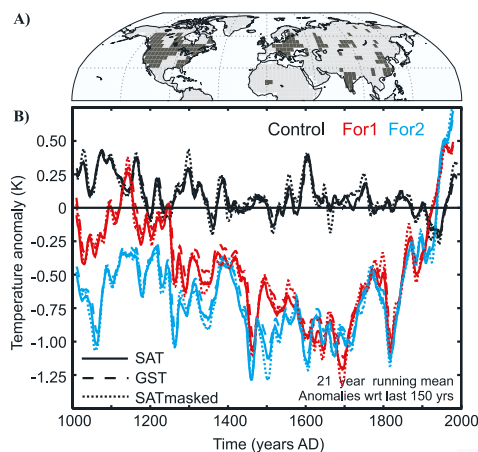 A)
B)
Control For1 For2
0.50
0.25
0
-0.25
-0.50
-0.75
-1.00
-1.25
Temperature anomaly (K)
SAT
GST
SATmasked
21 year running mean
Anomalies wrt last 150 yrs
1000 1200 1400 1600 1800 2000
Time (years AD)